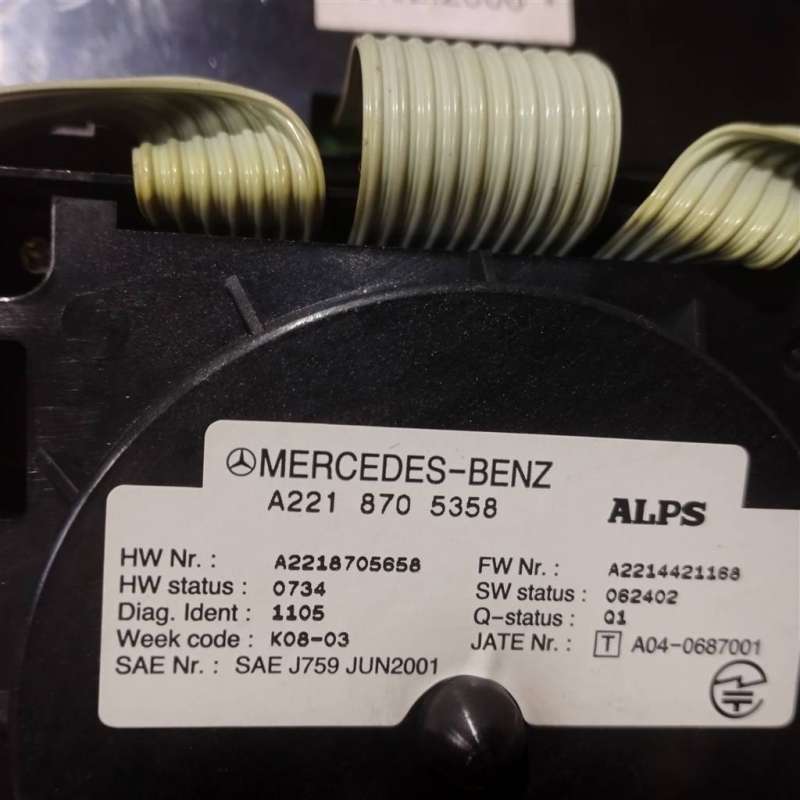 MERCEDES-BENZ
A221 870 5358
ALPS
HW Nr. : A2218705658
HW status : 0734
Diag. Ident : 1105
Week code : K08-03
SAE Nr. : SAE J759 JUN2001
FW Nr. : A2214421168
SW status : 062402
Q-status : Q1
JATE Nr. : T A04-0687001